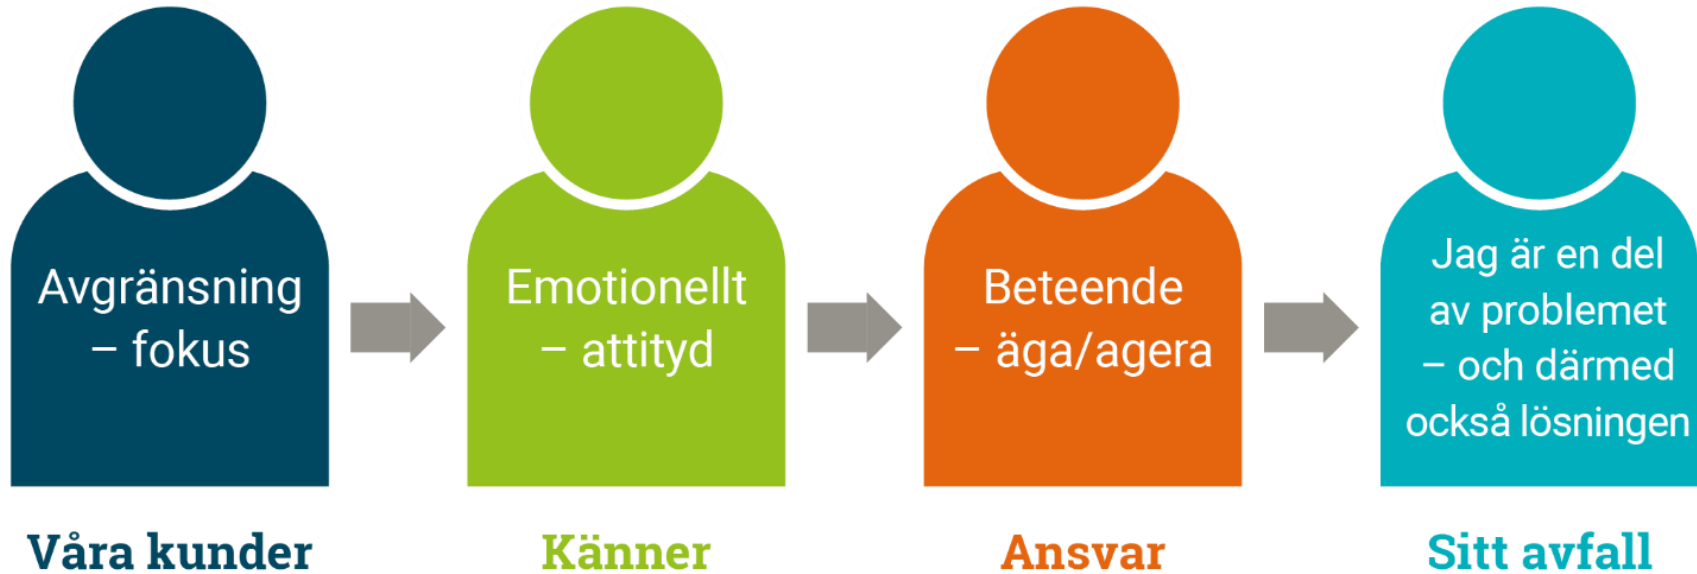 Avgränsning
– fokus
Emotionellt
– attityd
Beteende
– äga/agera
Jag är en del
av problemet
– och därmed
också lösningen
Våra kunder
Känner
Ansvar
Sitt avfall